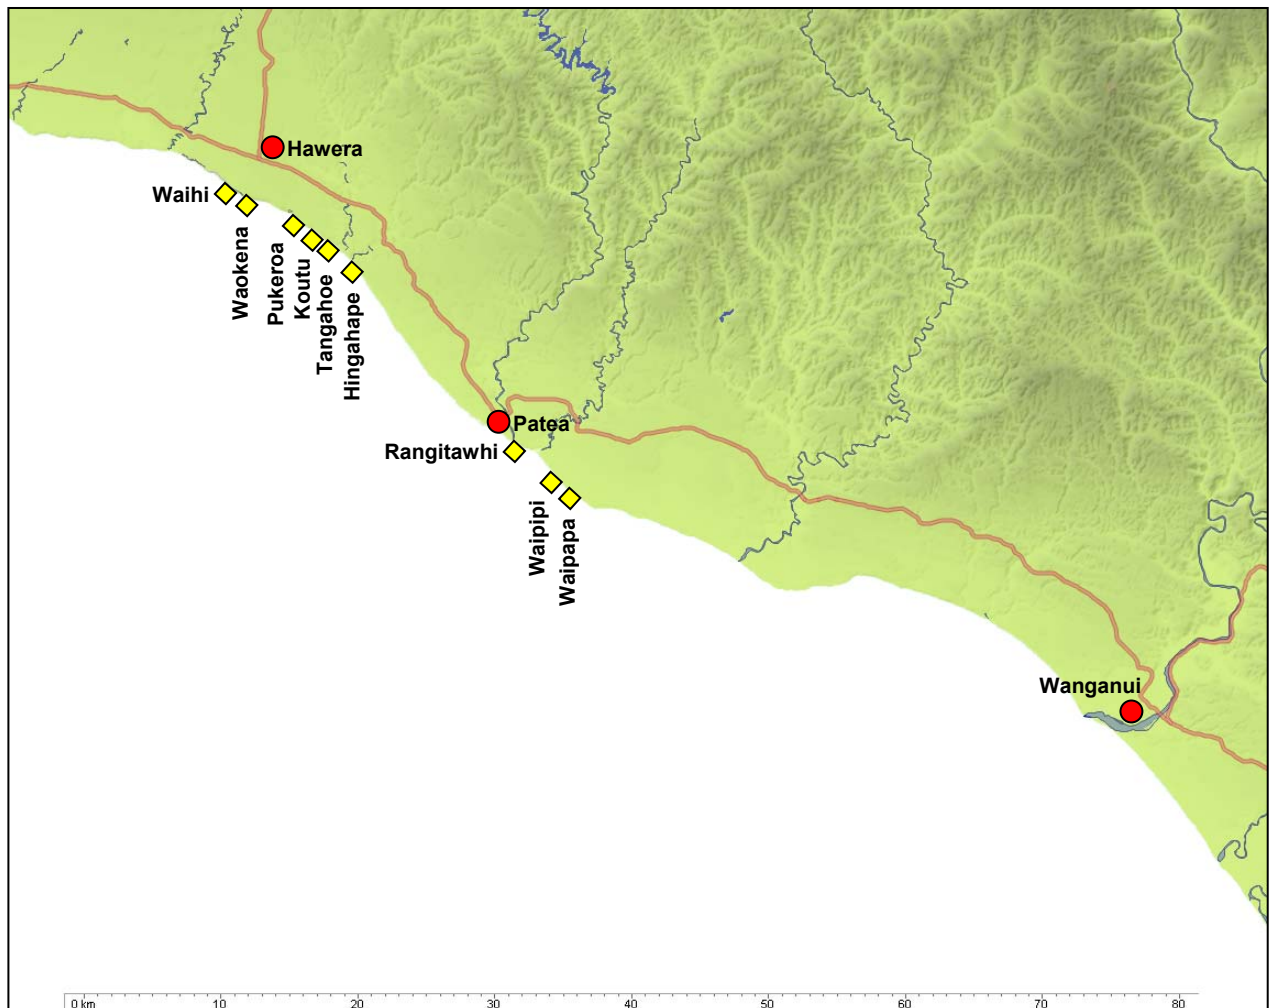 Hawera
Waihi
Waokena
Pukeroa
Koutu
Tangahoe
Hingahape
Patea
Rangitawhi
Waipipi
Waipapa
Wanganui
0 km 10 20 30 40 50 60 70 80